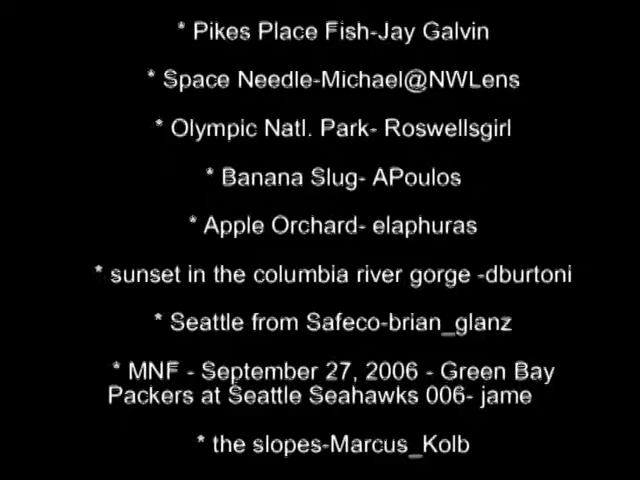 * Pikes Place Fish-Jay Galvin
* Space Needle-Michael@NWLens
* Olympic Natl. Park- Roswellsgirl
* Banana Slug- APoulos
* Apple Orchard- elaphuras
* sunset in the columbia river gorge -dburtoni
* Seattle from Safeco-brian_glanz
* MNF - September 27, 2006 - Green Bay
Packers at Seattle Seahawks 006- jame
* the slopes-Marcus_Kolb